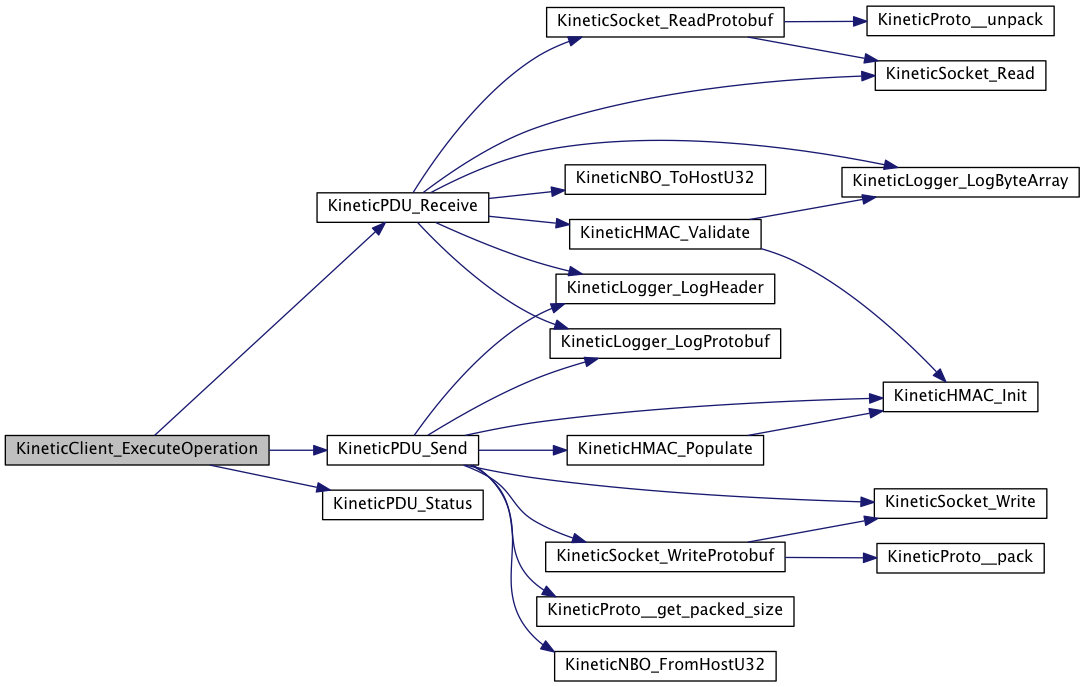 KineticSocket_ReadProtobuf
KineticProto__unpack
KineticSocket_Read
KineticNBO_ToHostU32
KineticLogger_LogByteArray
KineticPDU_Receive
KineticHMAC_Validate
KineticLogger_LogHeader
KineticLogger_LogProtobuf
KineticHMAC_Init
KineticClient_ExecuteOperation
KineticPDU_Send
KineticHMAC_Populate
KineticPDU_Status
KineticSocket_Write
KineticSocket_WriteProtobuf
KineticProto__pack
KineticProto__get_packed_size
KineticNBO_FromHostU32